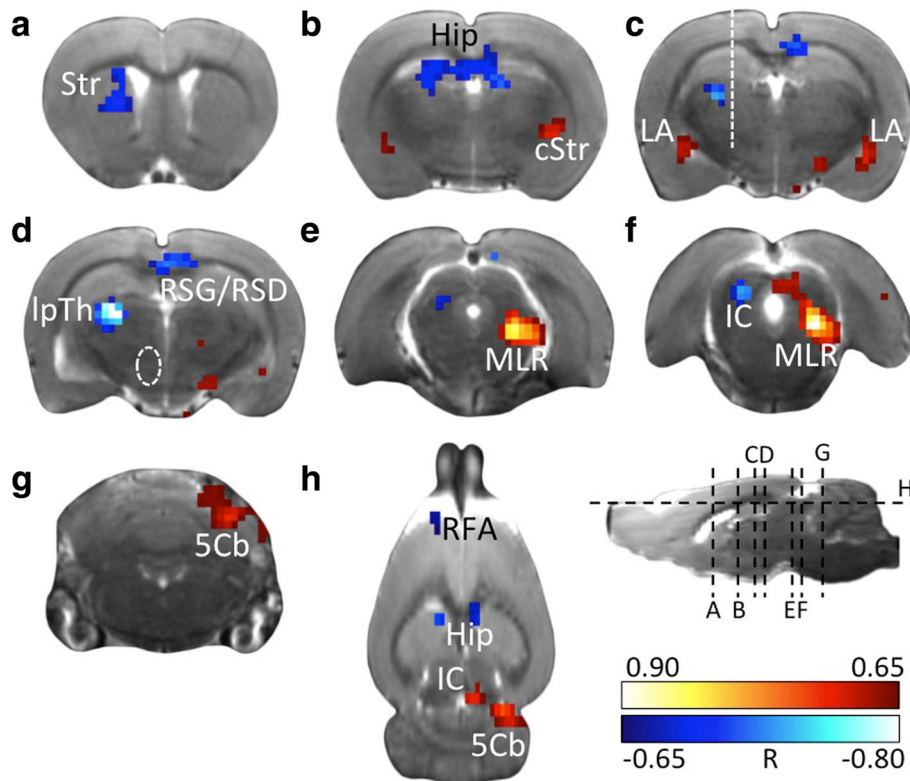 a
b
c
Str
Hip
cStr
LA
LA
d
e
f
lpTh
RSG/RSD
MLR
IC
MLR
g
h
5Cb
RFA
Hip
IC
5Cb
CD
G
H
A
B
EF
0.90
0.65
-0.65
R
-0.80